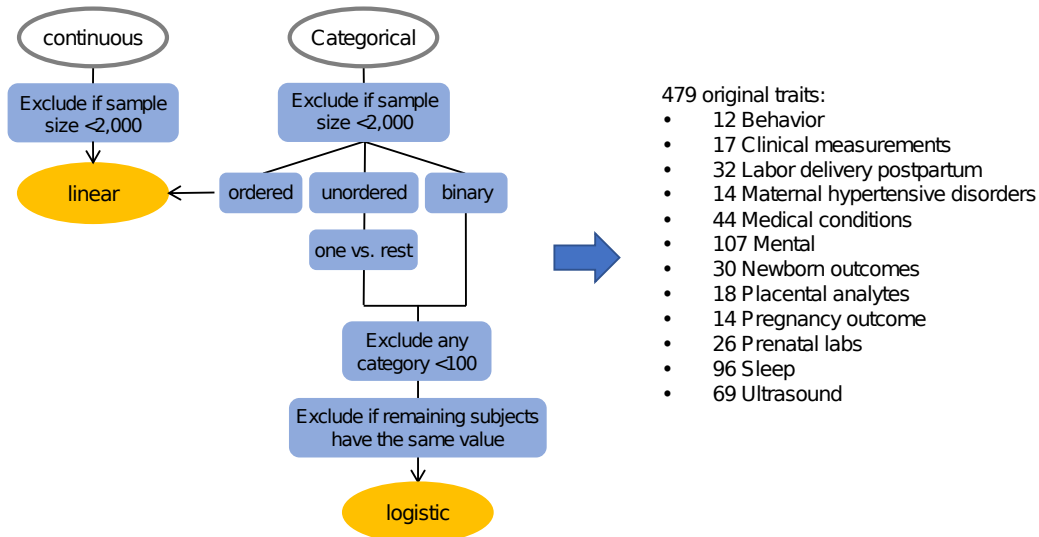 continuous
Categorical
Exclude if sample
size <2,000
Exclude if sample
size <2,000
linear
ordered
unordered
binary
one vs. rest
Exclude any
category <100
Exclude if remaining subjects
have the same value
logistic
479 original traits:
• 12 Behavior
• 17 Clinical measurements
• 32 Labor delivery postpartum
• 14 Maternal hypertensive disorders
• 44 Medical conditions
• 107 Mental
• 30 Newborn outcomes
• 18 Placental analytes
• 14 Pregnancy outcome
• 26 Prenatal labs
• 96 Sleep
• 69 Ultrasound